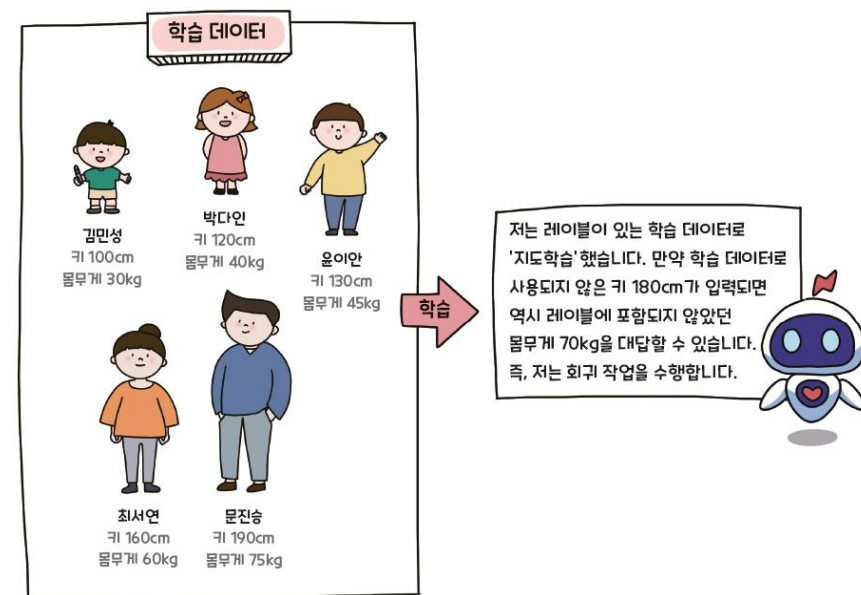 학습 데이터
김민성
키 100cm
몸무게 30kg
박다인
키 120cm
몸무게 40kg
윤이안
키 130cm
몸무게 45kg
최서연
키 160cm
몸무게 60kg
문진승
키 190cm
몸무게 75kg
학습
저는 레이블이 있는 학습 데이터로
'지도학습'했습니다. 만약 학습 데이터로
사용되지 않은 키 180cm가 입력되면
역시 레이블에 포함되지 않았던
몸무게 70kg을 대답할 수 있습니다.
즉, 저는 회귀 작업을 수행합니다.